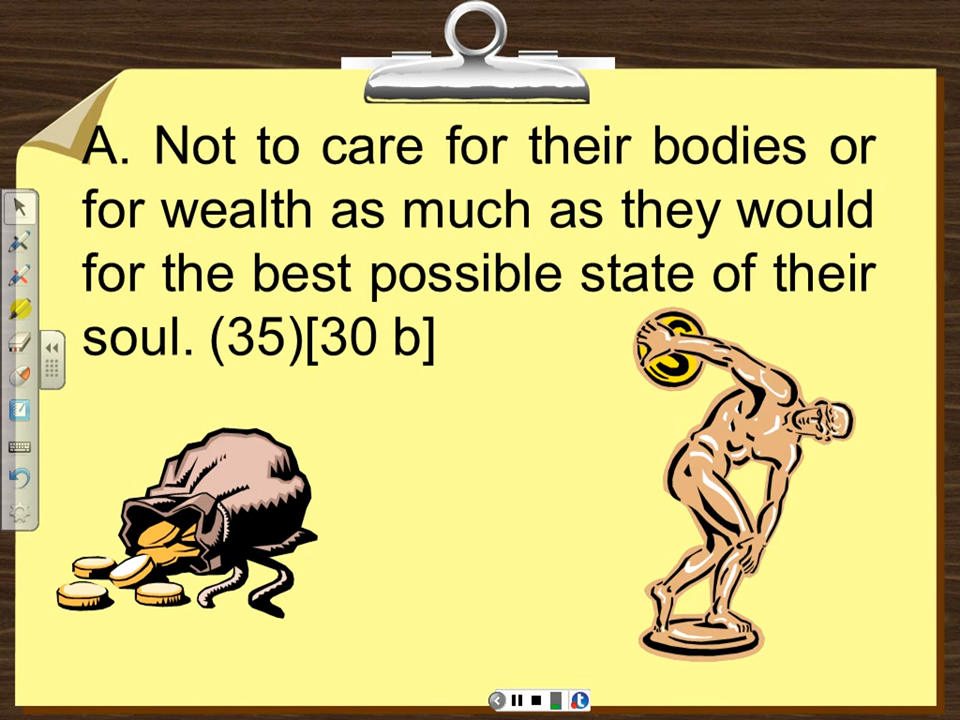 A. Not to care for their bodies or
for wealth as much as they would
for the best possible state of their
soul. (35)[30 b]